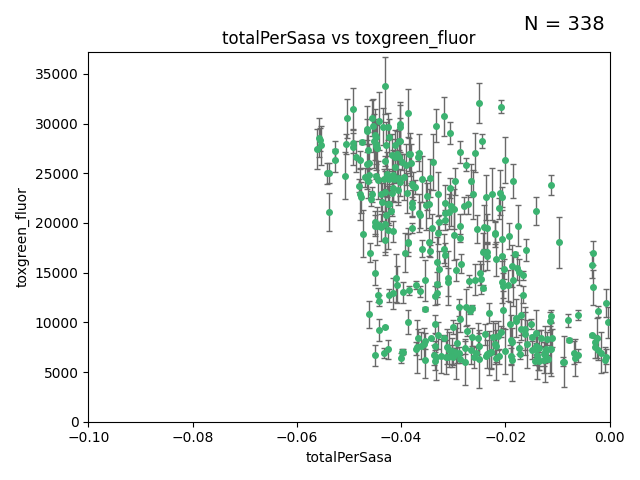 N = 338
totalPerSasa vs toxgreen_fluor
35000
30000
25000
20000
15000
10000
5000
0
toxgreen_fluor
−0.10 −0.08 −0.06 −0.04 −0.02 0.00
totalPerSasa